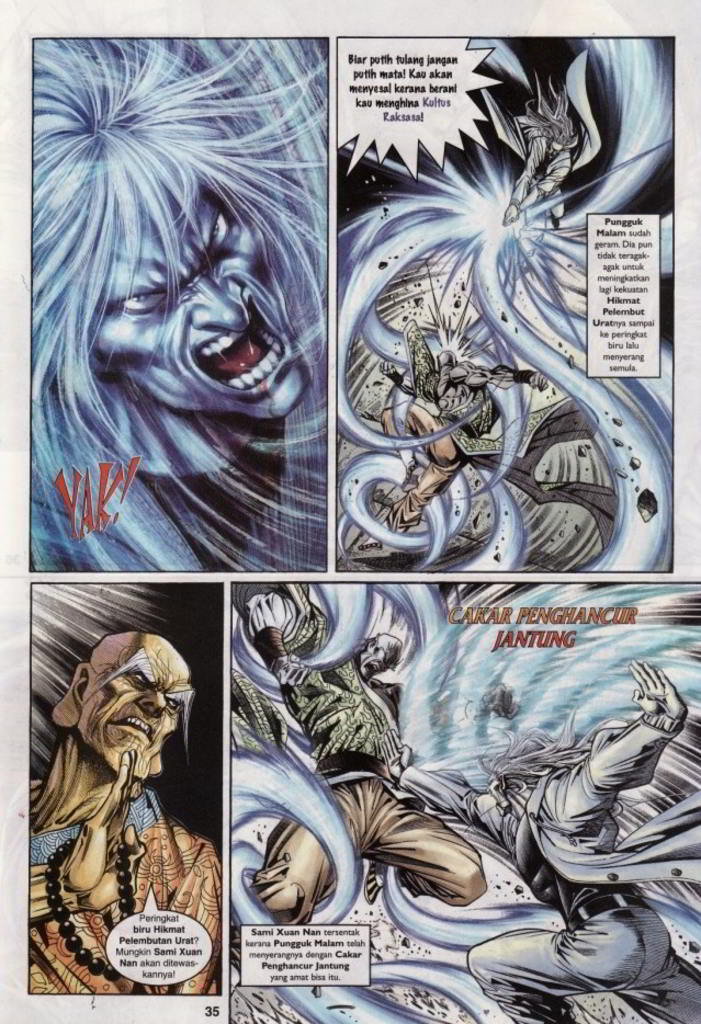 YAK!
Biar putih tulang jangan
putih mata! Kau akan
menyesal kerana berani
kau menghina Kultus
Raksasa!
Pungguk
Malam sudah
geram. Dia pun
tidak teragak-
agak untuk
meningkatkan
lagi kekuatan
Hikmat
Pelembut
Uratnya sampai
ke peringkat
biru lalu
menyerang
semula.
Peringkat
biru Hikmat
Pelembutan Urat?
Mungkin Sami Xuan
Nan akan ditewas-
kannya!
CAKAR PENGHANCUR
JANTUNG
Sami Xuan Nan tersentak
kerana Pungguk Malam telah
menyerangnya dengan Cakar
Penghancur Jantung
yang amat bisa itu.
35